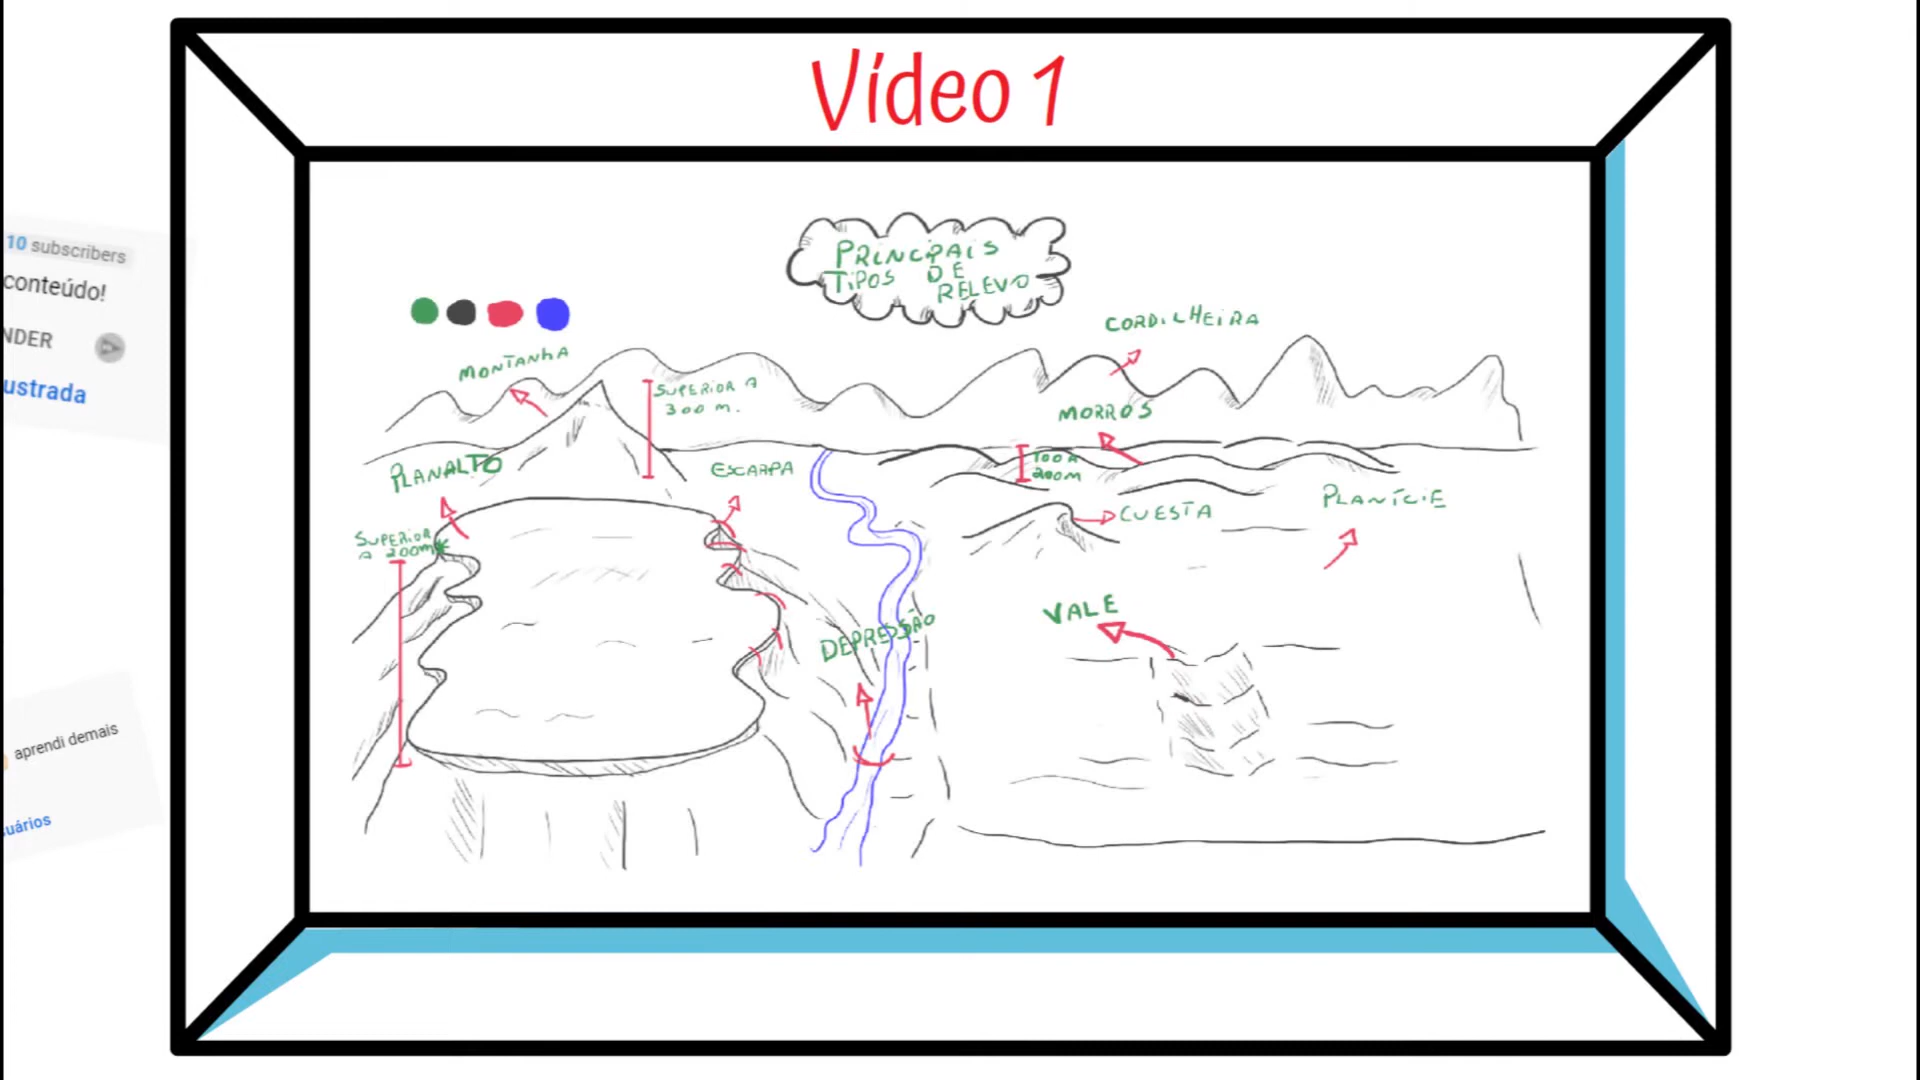 Vídeo 1
10 subscribers
conteúdo!
NDER
ustrada
aprendi demais
uários
PRINCIPAIS
TIPOS DE
RELEVO
CORDILHEIRA
MONTANHA
SUPERIOR A
300 m.
MORROS
100 A
200m
PLANALTO
ESCARPA
CUESTA
PLANÍCIE
SUPERIOR
A 200m
VALE
DEPRESSÃO